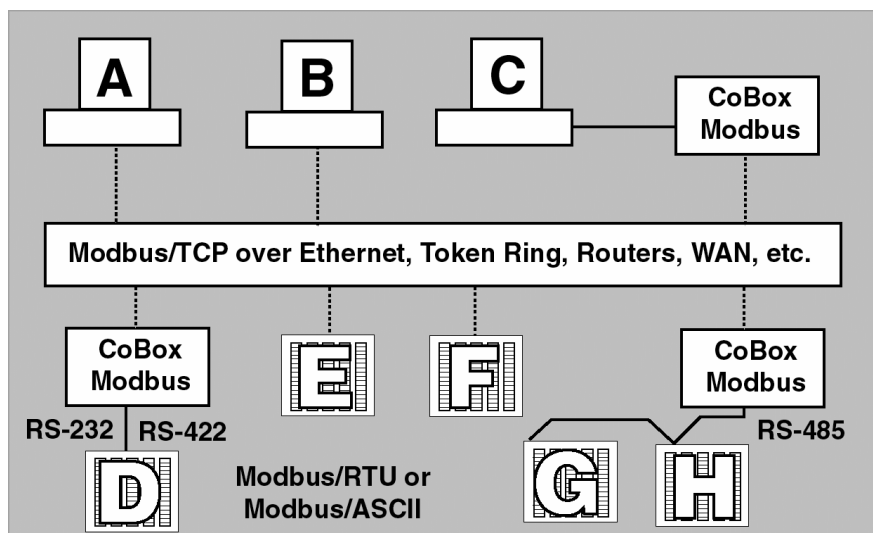 A
B
C
CoBox
Modbus
Modbus/TCP over Ethernet, Token Ring, Routers, WAN, etc.
CoBox
Modbus
E
F
CoBox
Modbus
RS-232
RS-422
RS-485
D
Modbus/RTU or
Modbus/ASCII
G
H